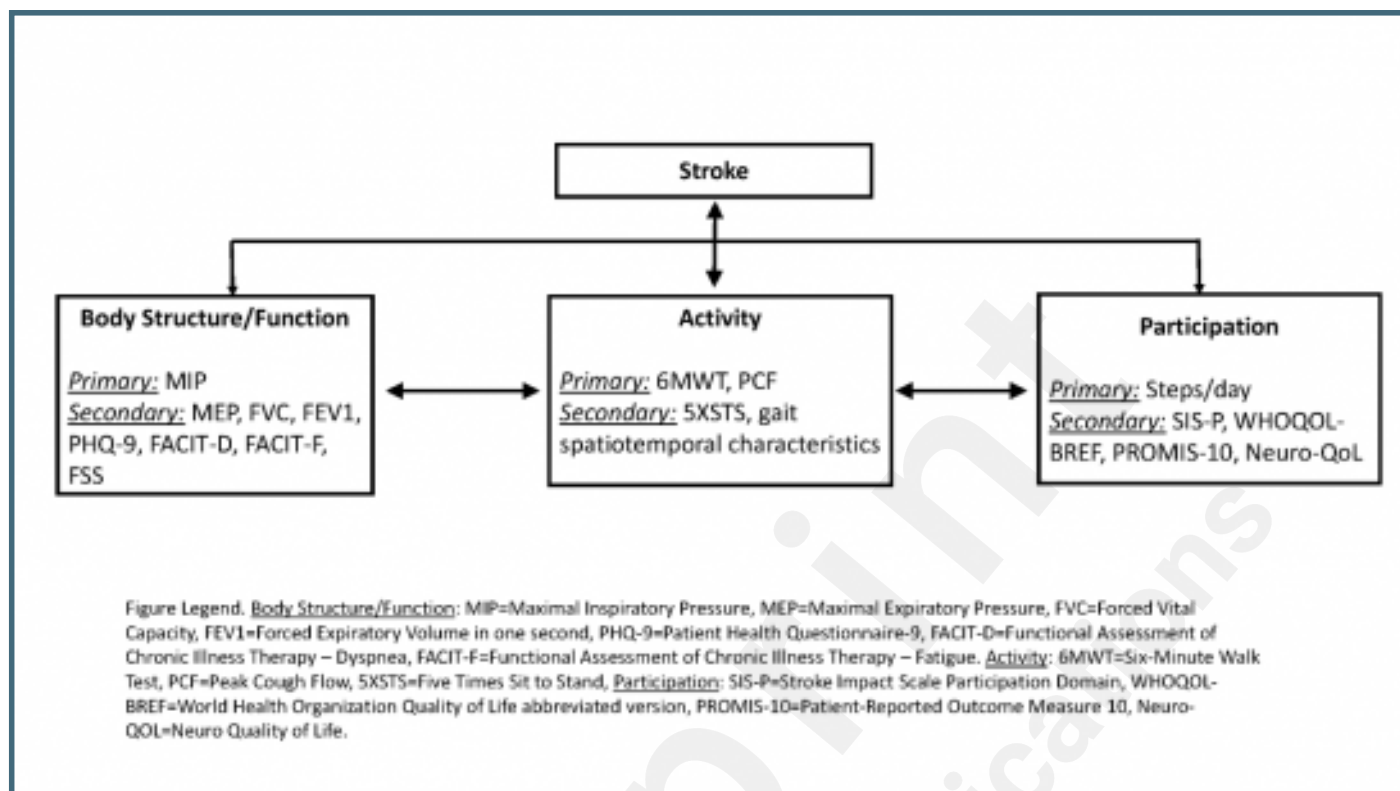 Stroke
Body Structure/Function
Primary: MIP
Secondary: MEP, FVC, FEV1,
PHQ-9, FACIT-D, FACIT-F,
FSS
Activity
Primary: 6MWT, PCF
Secondary: 5XSTS, gait
spatiotemporal characteristics
Participation
Primary: Steps/day
Secondary: SIS-P, WHOQOL-
BREF, PROMIS-10, Neuro-QoL
Figure Legend. Body Structure/Function: MIP=Maximal Inspiratory Pressure, MEP=Maximal Expiratory Pressure, FVC=Forced Vital
Capacity, FEV1=Forced Expiratory Volume in one second, PHQ-9=Patient Health Questionnaire-9, FACIT-D=Functional Assessment of
Chronic Illness Therapy – Dyspnea, FACIT-F=Functional Assessment of Chronic Illness Therapy – Fatigue. Activity: 6MWT=Six-Minute Walk
Test, PCF=Peak Cough Flow, 5XSTS=Five Times Sit to Stand, Participation: SIS-P=Stroke Impact Scale Participation Domain, WHOQOL-
BREF=World Health Organization Quality of Life abbreviated version, PROMIS-10=Patient-Reported Outcome Measure 10, Neuro-
QOL=Neuro Quality of Life.